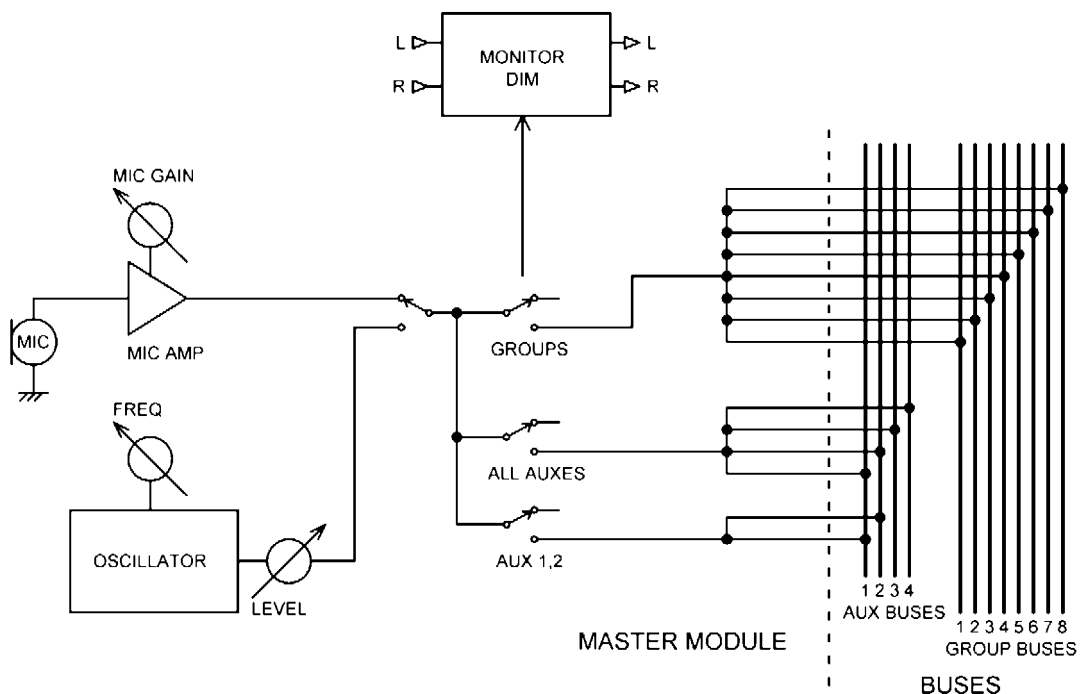 L
L
MONITOR
DIM
R
R
MIC GAIN
MIC
MIC AMP
GROUPS
FREQ
ALL AUXES
OSCILLATOR
LEVEL
AUX 1,2
1 2 3 4
AUX BUSES
1 2 3 4 5 6 7 8
GROUP BUSES
MASTER MODULE
BUSES